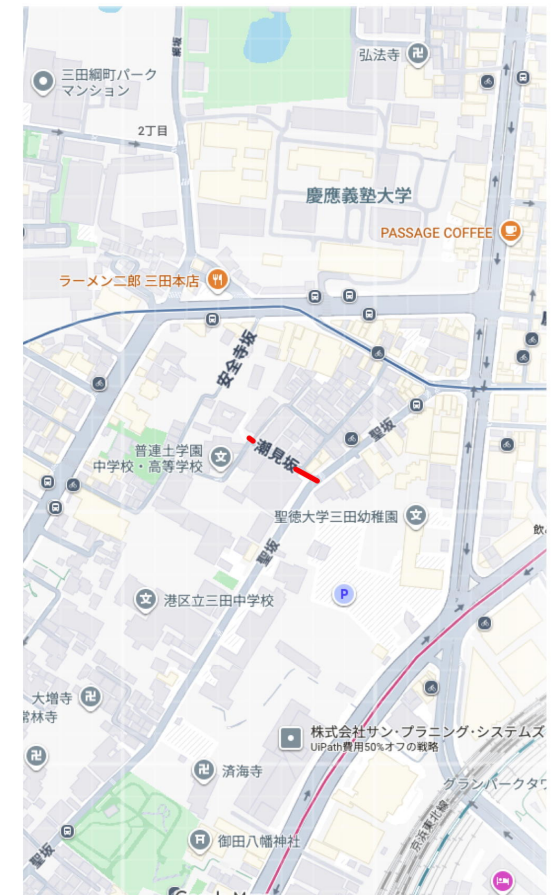 綱坂
弘法寺
三田綱町パーク
マンション
2丁目
慶應義塾大学
PASSAGE COFFEE
ラーメン二郎 三田本店
安全寺坂
潮見坂
聖坂
普連土学園
中学校・高等学校
聖徳大学三田幼稚園
聖坂
P
港区立三田中学校
大増寺
常林寺
株式会社サン・プラニング・システムズ
UiPath費用50%オフの戦略
済海寺
グランパークタワ
京浜東北線
御田八幡神社
聖坂